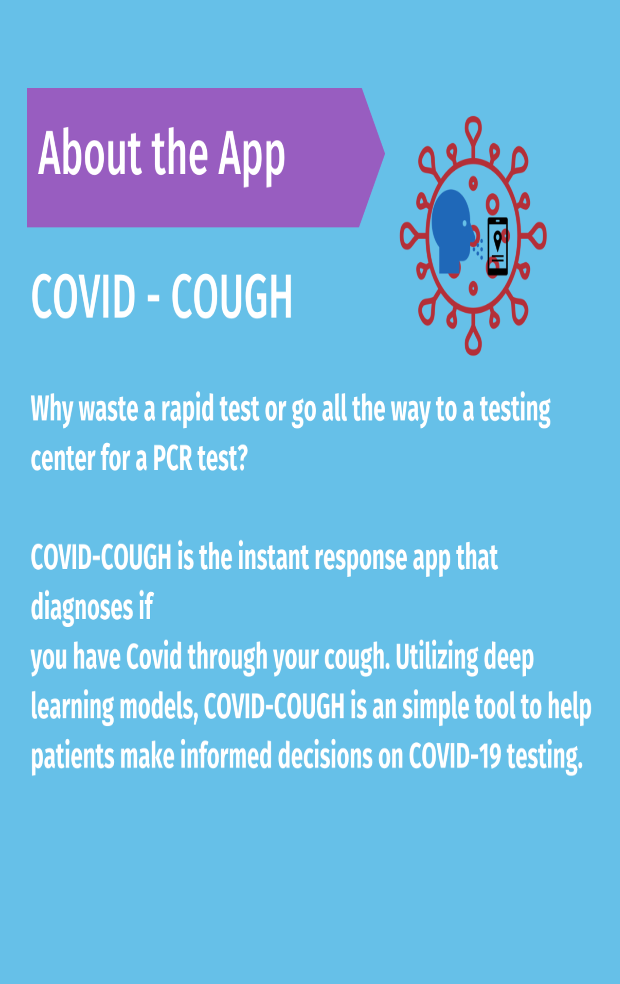 About the App
COVID - COUGH
Why waste a rapid test or go all the way to a testing
center for a PCR test?
COVID-COUGH is the instant response app that
diagnoses if
you have Covid through your cough. Utilizing deep
learning models, COVID-COUGH is an simple tool to help
patients make informed decisions on COVID-19 testing.